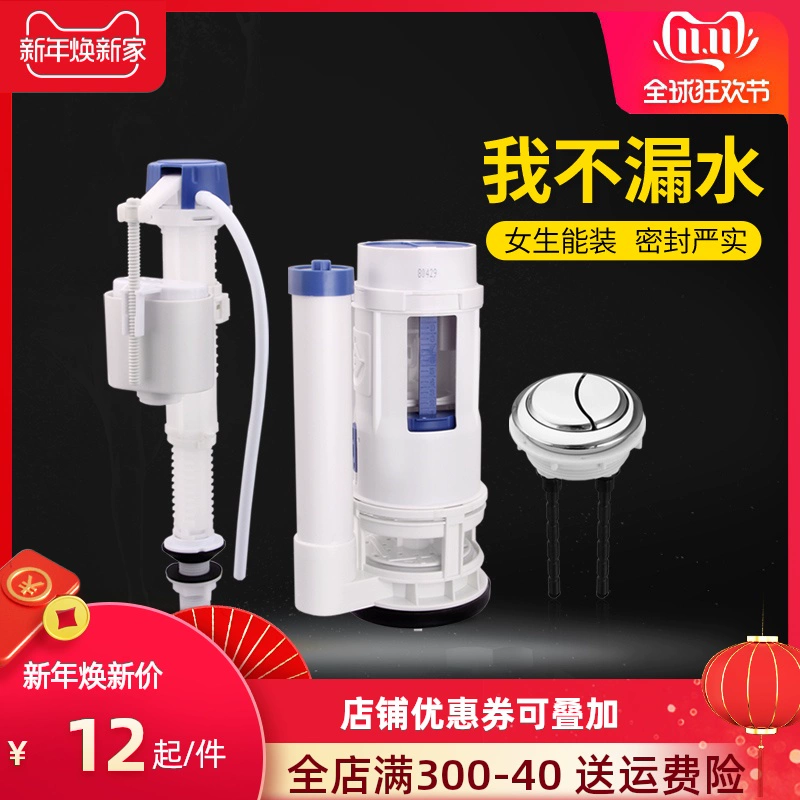 新年焕新家
11.11
全球狂欢节
我不漏水
女生能装 密封严实
80429
新年焕新价
¥ 12起/件
店铺优惠券可叠加
全店满300-40 送运费险